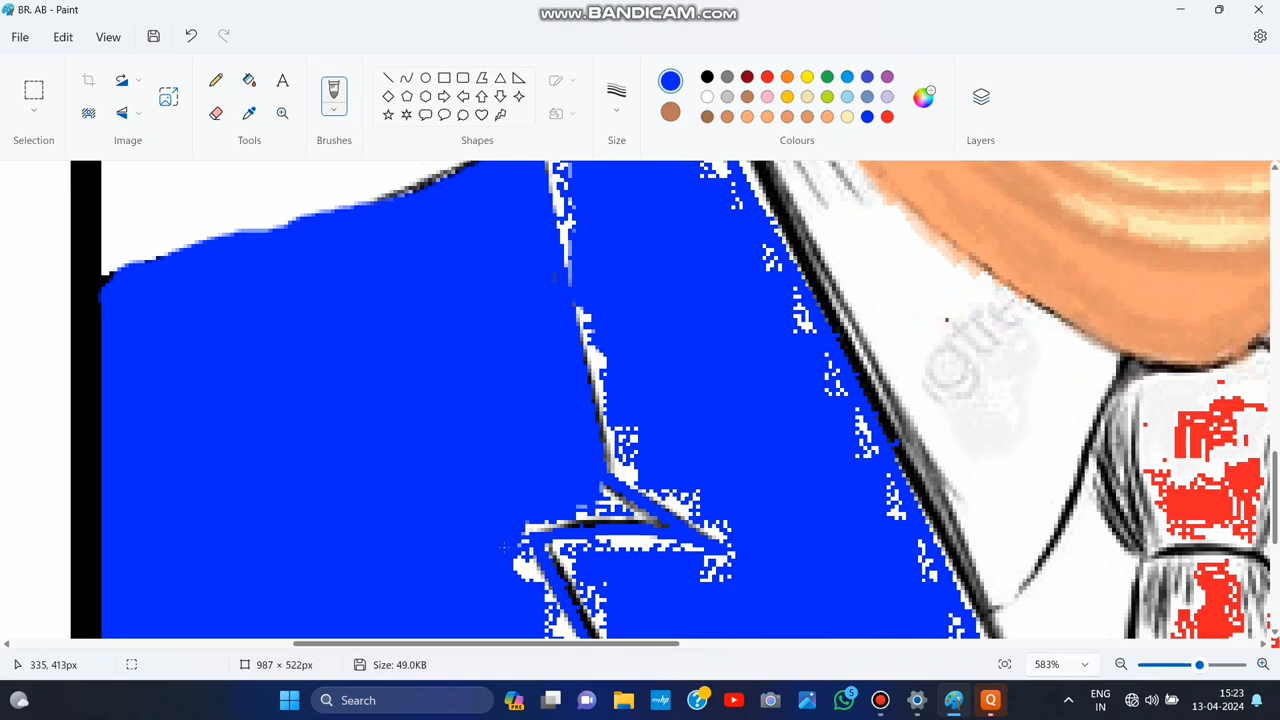 www.BANDICAM.com
BR. AB - Paint
File Edit View
Selection Image Tools Brushes Shapes Size Colours Layers
335, 413px 987 × 522px Size: 49.0KB 583%
Search
ENG
IN
15:23
13-04-2024
5